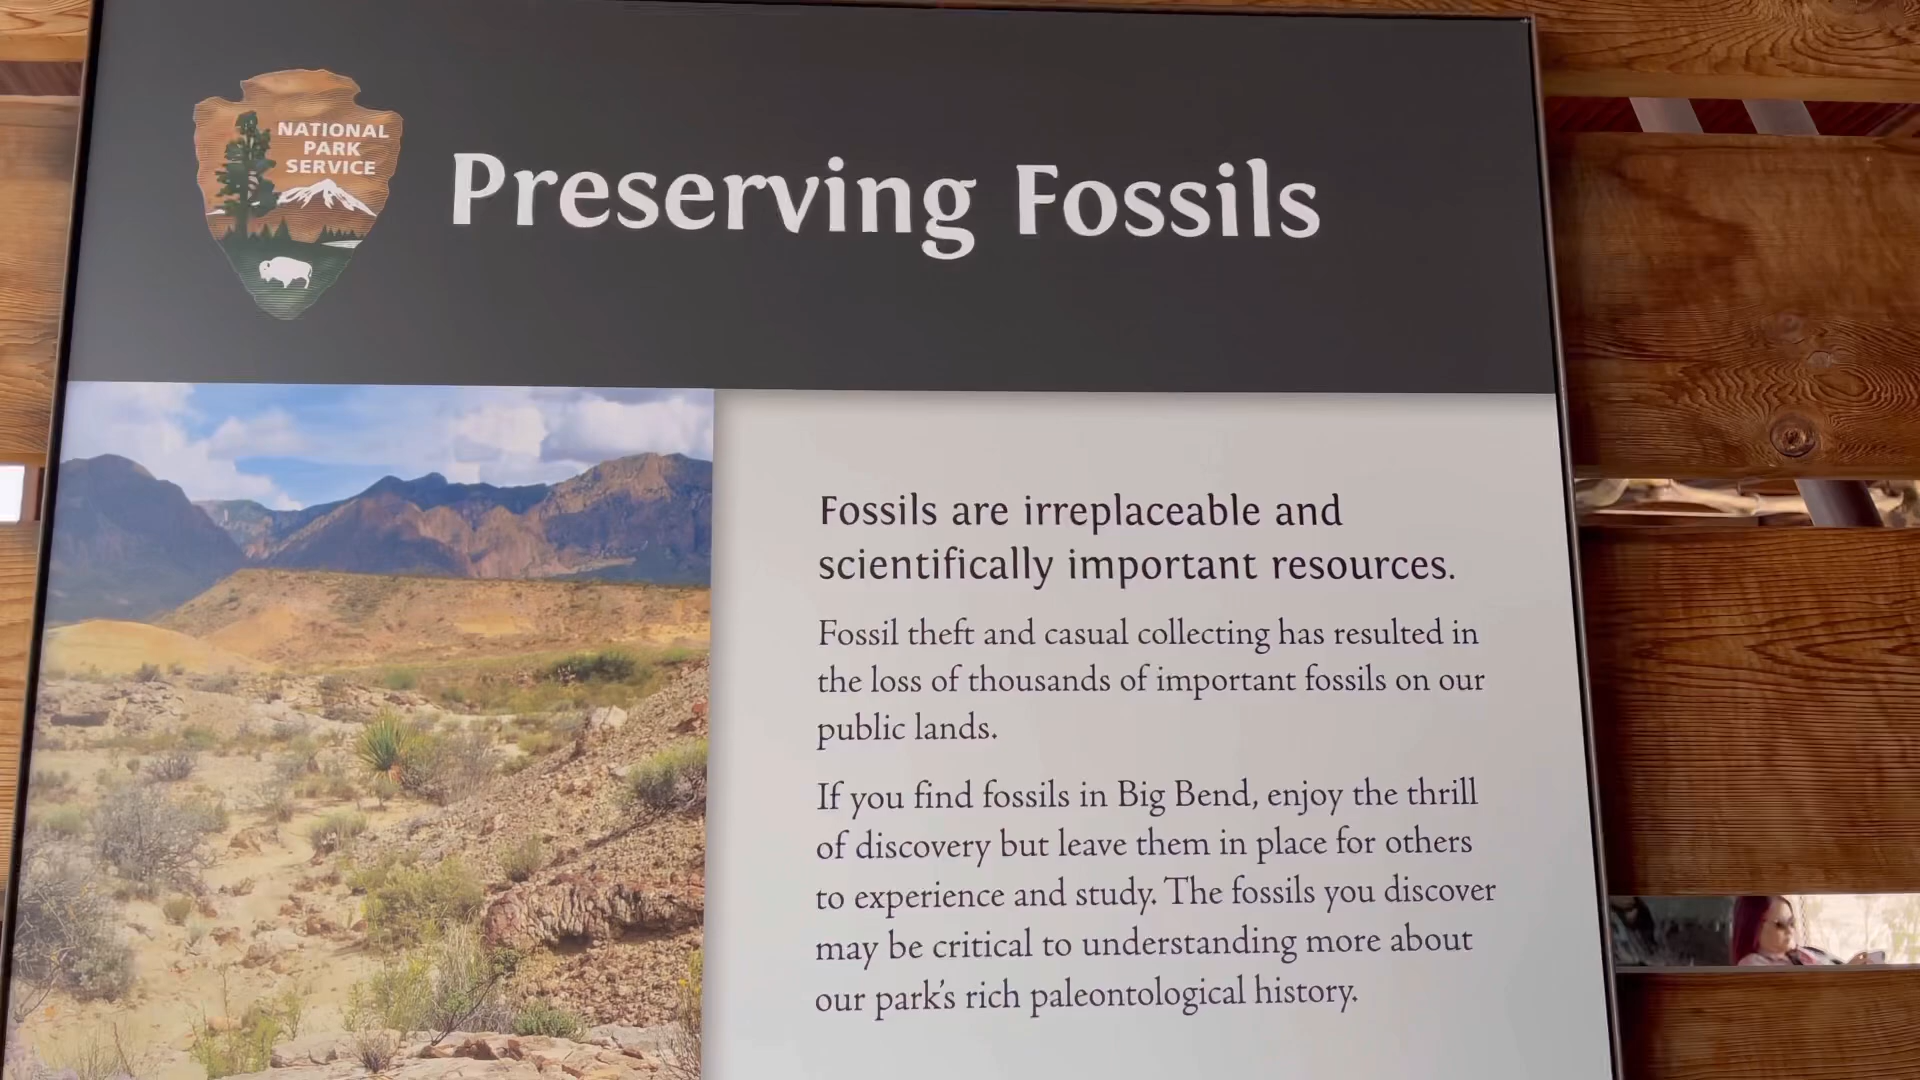 NATIONAL
PARK
SERVICE
Preserving Fossils
Fossils are irreplaceable and
scientifically important resources.
Fossil theft and casual collecting has resulted in
the loss of thousands of important fossils on our
public lands.
If you find fossils in Big Bend, enjoy the thrill
of discovery but leave them in place for others
to experience and study. The fossils you discover
may be critical to understanding more about
our park's rich paleontological history.